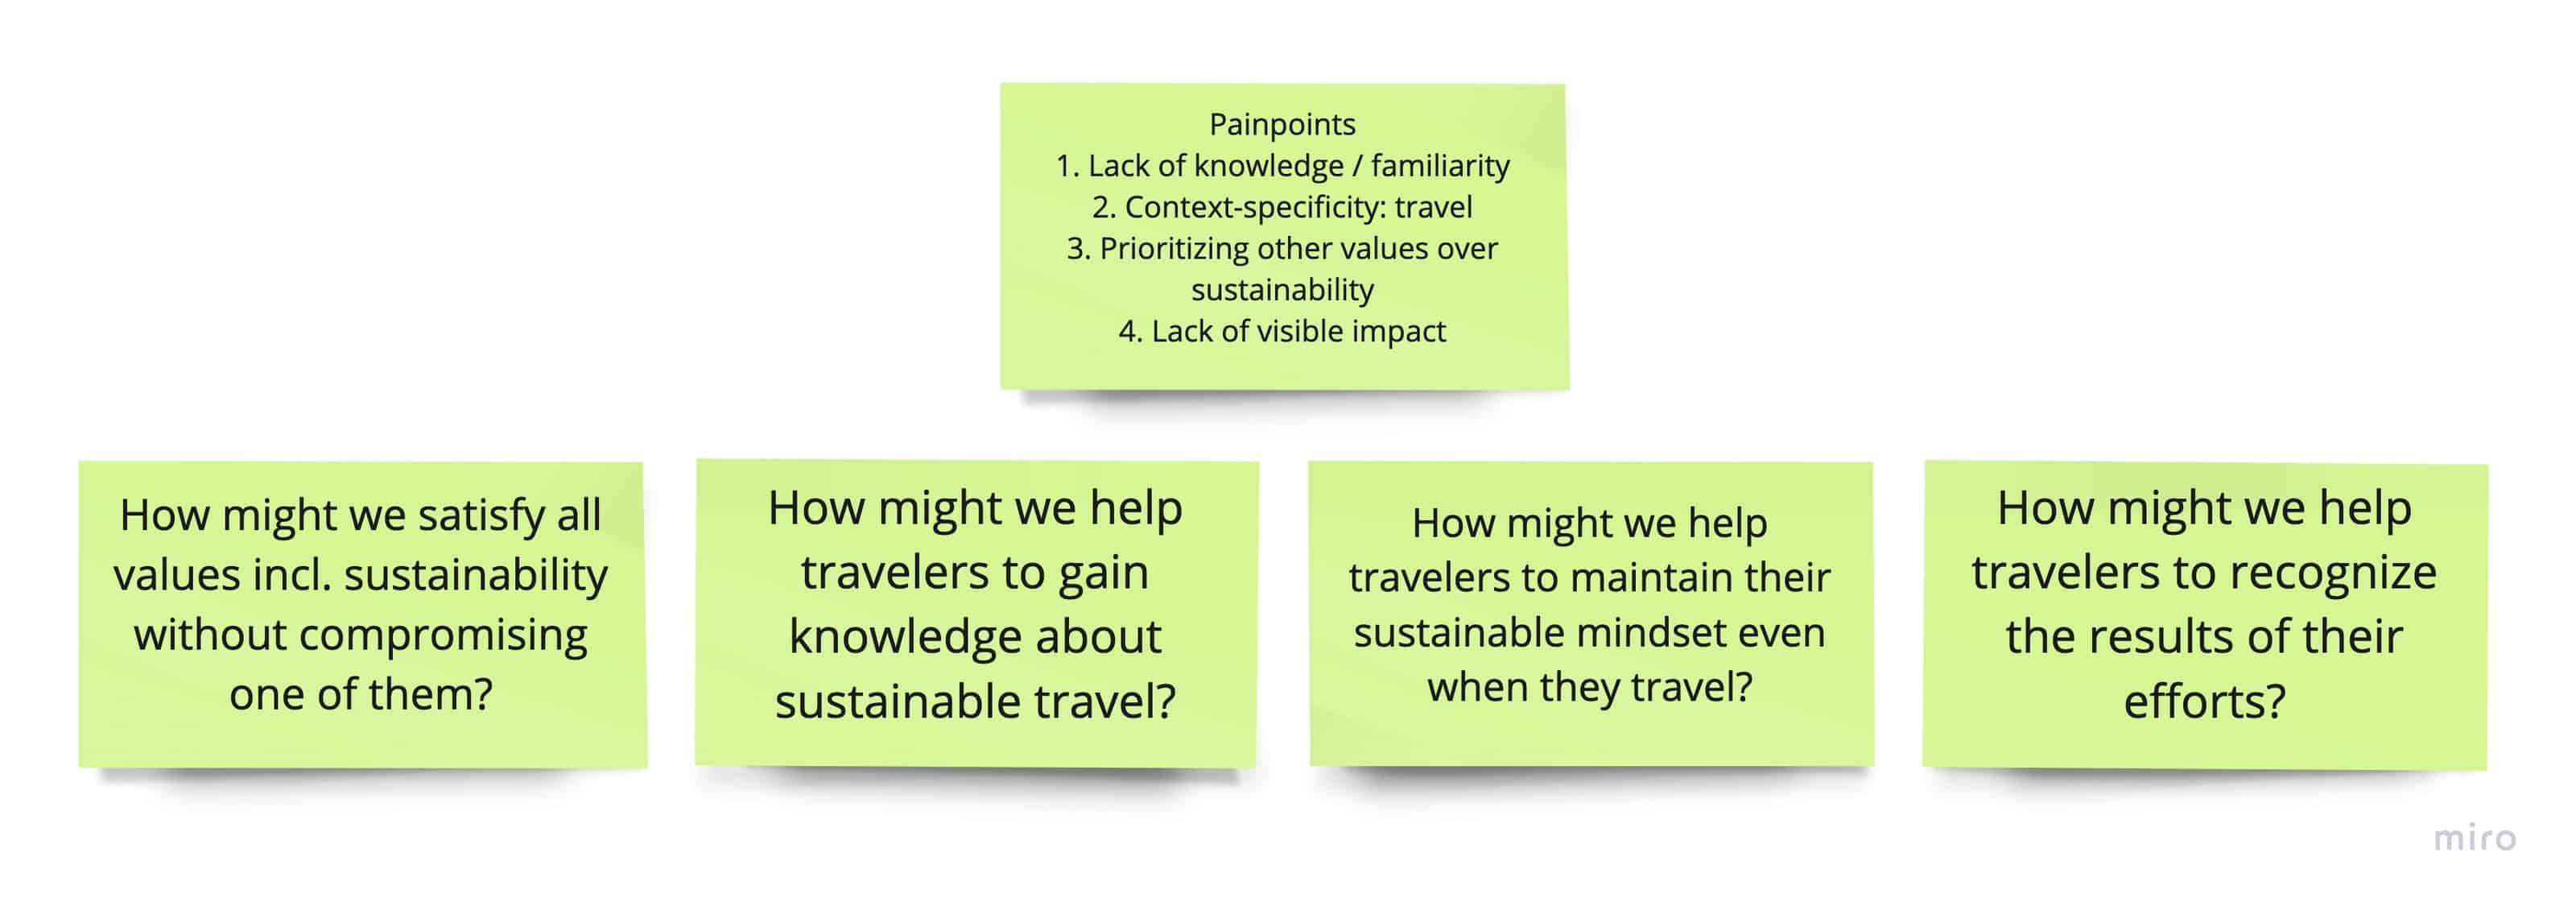 Painpoints
1. Lack of knowledge / familiarity
2. Context-specificity: travel
3. Prioritizing other values over
sustainability
4. Lack of visible impact
How might we satisfy all
values incl. sustainability
without compromising
one of them?
How might we help
travelers to gain
knowledge about
sustainable travel?
How might we help
travelers to maintain their
sustainable mindset even
when they travel?
How might we help
travelers to recognize
the results of their
efforts?
miro